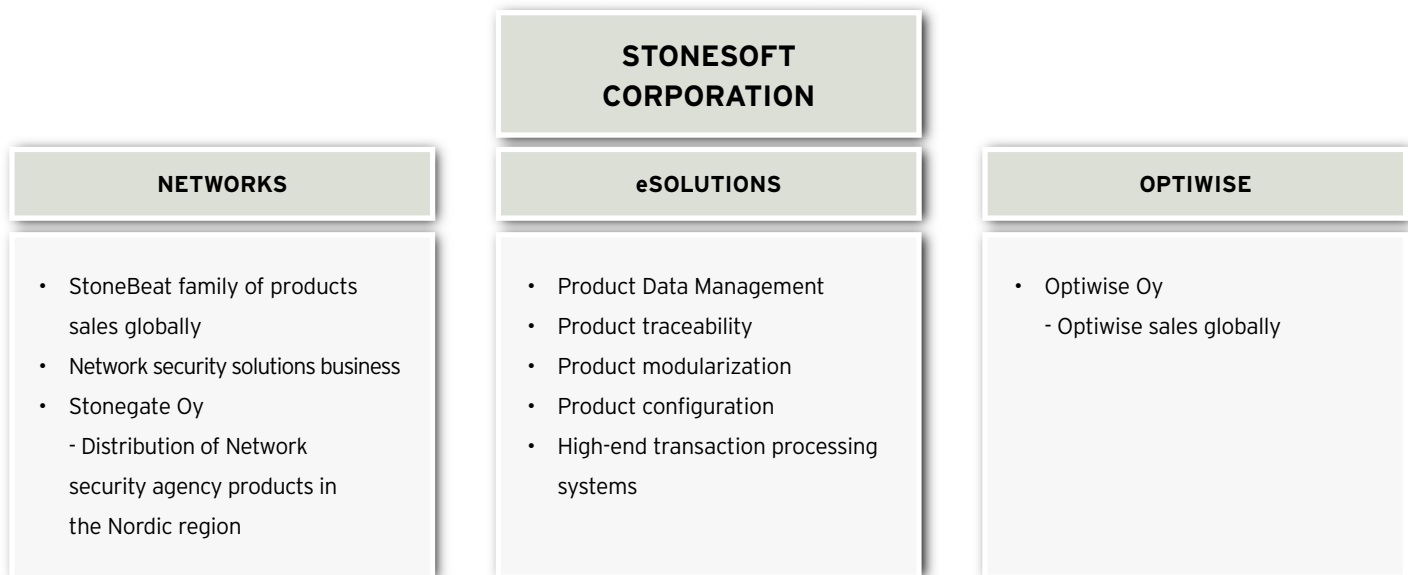 STONESOFT
CORPORATION
NETWORKS
• StoneBeat family of products
sales globally
• Network security solutions business
• Stonegate Oy
- Distribution of Network
security agency products in
the Nordic region
eSOLUTIONS
• Product Data Management
• Product traceability
• Product modularization
• Product configuration
• High-end transaction processing
systems
OPTIWISE
• Optiwise Oy
- Optiwise sales globally